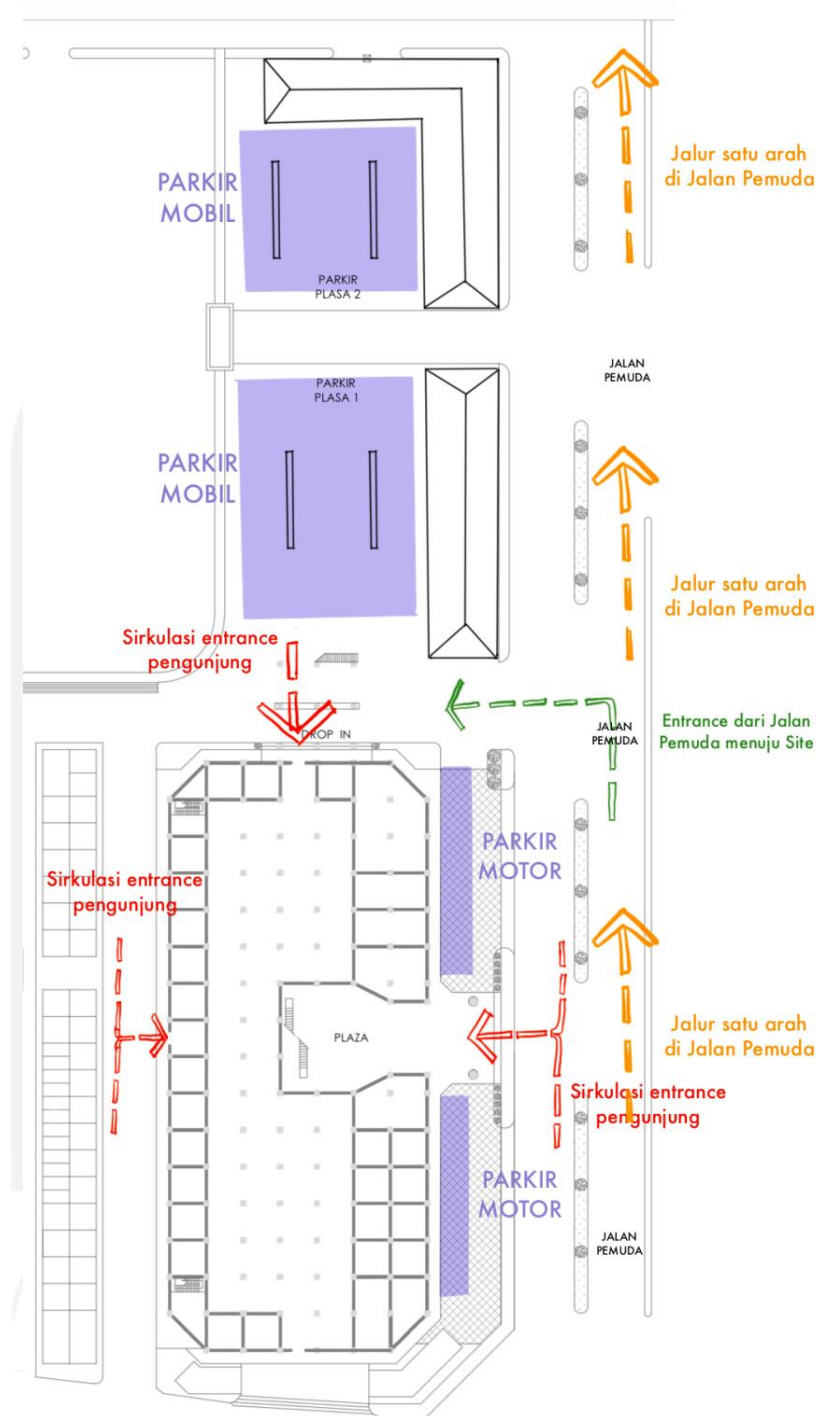 Jalur satu arah
di Jalan Pemuda
PARKIR
MOBIL
PARKIR
PLASA 2
JALAN
PEMUDA
PARKIR
PLASA 1
PARKIR
MOBIL
Jalur satu arah
di Jalan Pemuda
Sirkulasi entrance
pengunjung
DROP IN
JALAN
PEMUDA
Entrance dari Jalan
Pemuda menuju Site
PARKIR
MOTOR
Sirkulasi entrance
pengunjung
PLAZA
Jalur satu arah
di Jalan Pemuda
Sirkulasi entrance
pengunjung
PARKIR
MOTOR
JALAN
PEMUDA